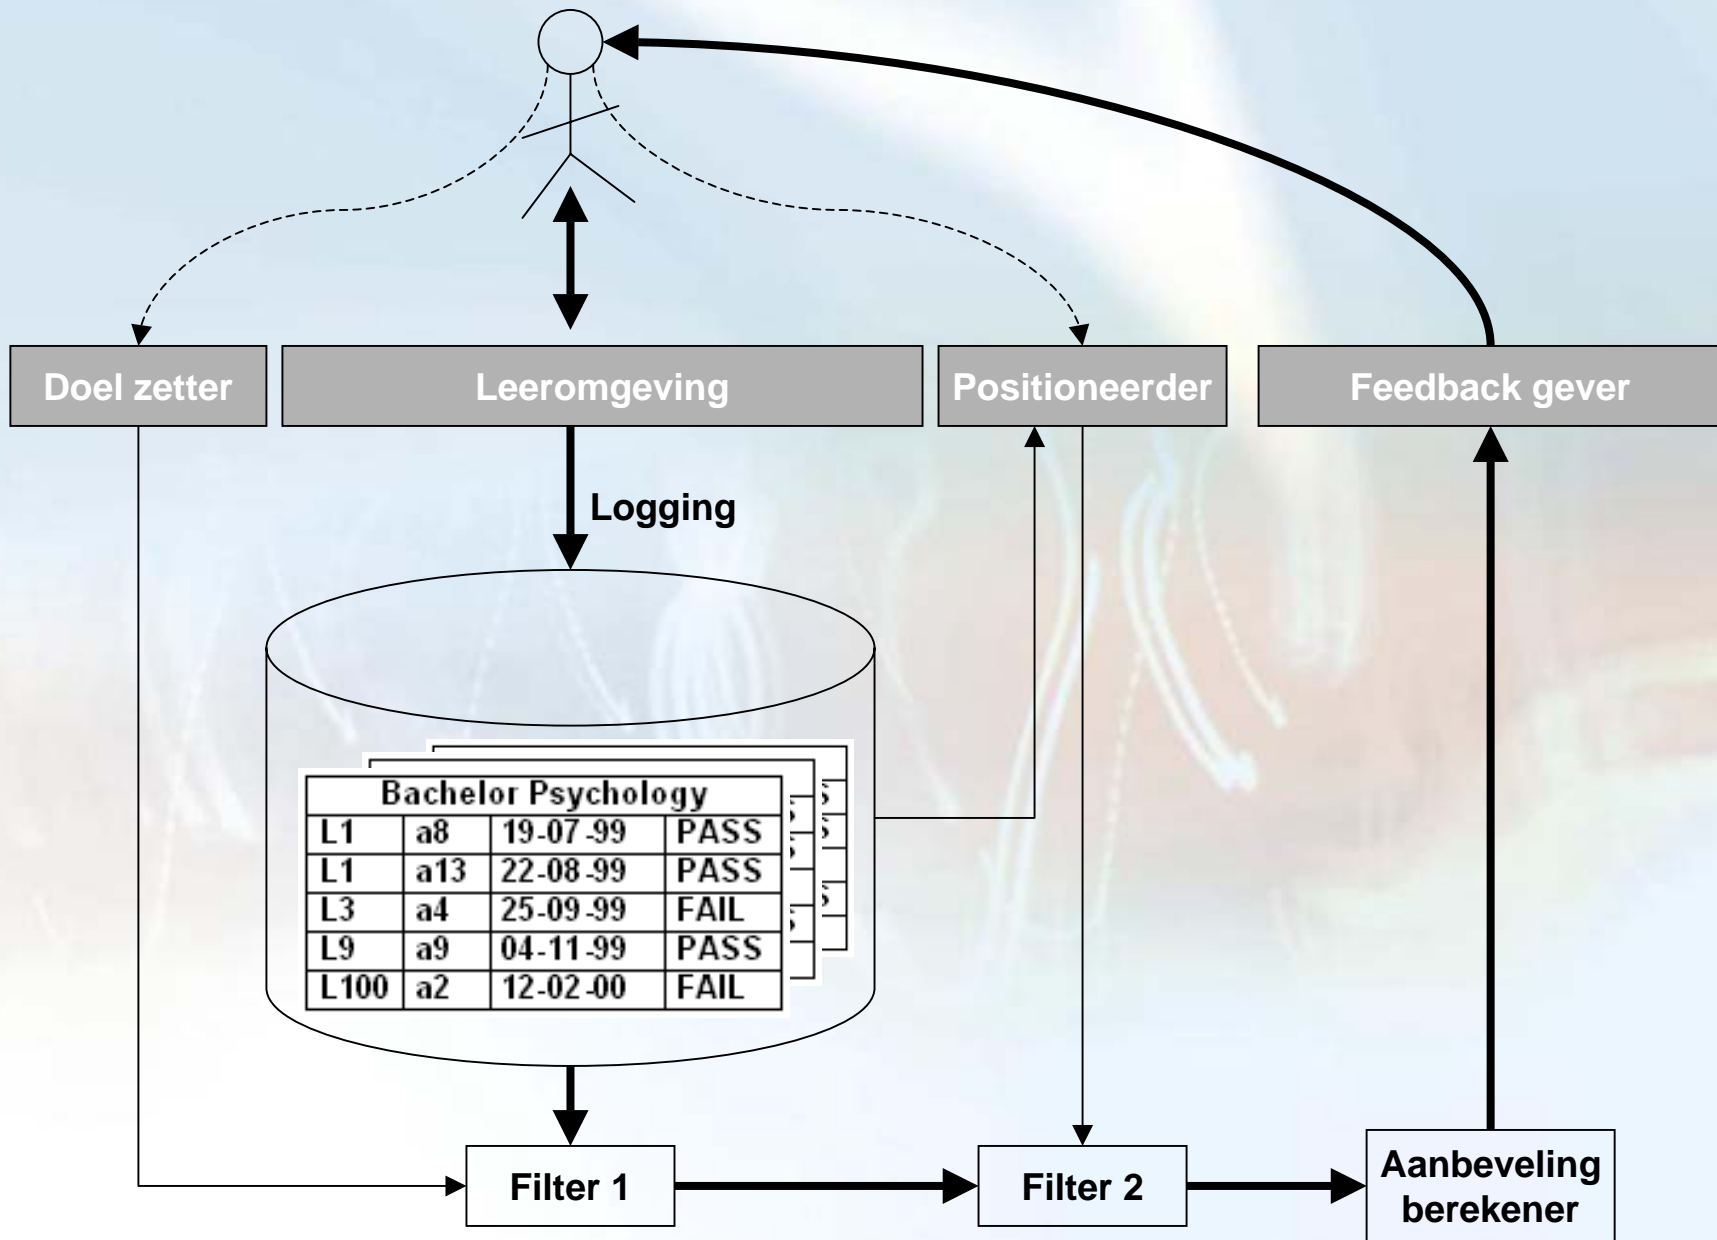 Doel zetter
Leeromgeving
Positioneerder
Feedback gever
Logging
Bachelor Psychology
L1 a8 19-07-99 PASS
L1 a13 22-08-99 PASS
L3 a4 25-09-99 FAIL
L9 a9 04-11-99 PASS
L100 a2 12-02-00 FAIL
Filter 1
Filter 2
Aanbeveling
berekener